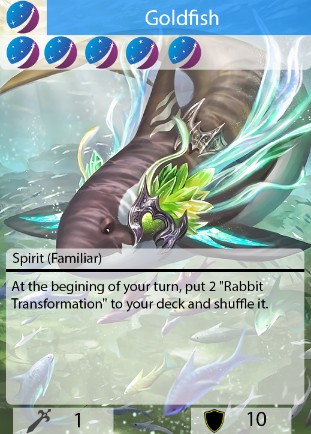 Goldfish
Spirit (Familiar)
At the begining of your turn, put 2 "Rabbit
Transformation" to your deck and shuffle it.
1 10